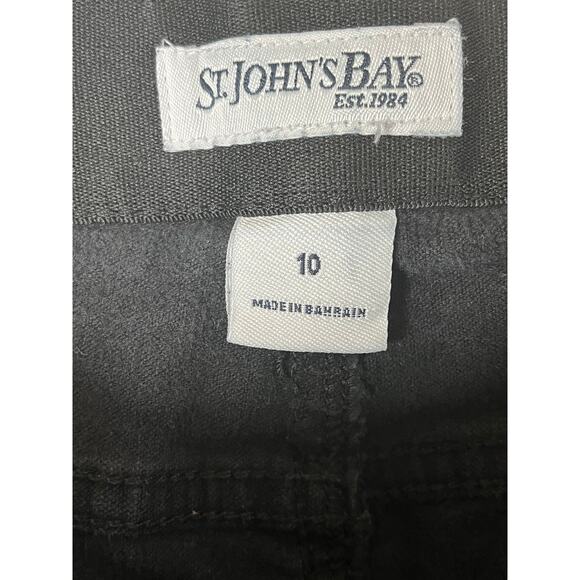 ST. JOHN'S BAY®
Est. 1984
10
MADE IN BAHRAIN